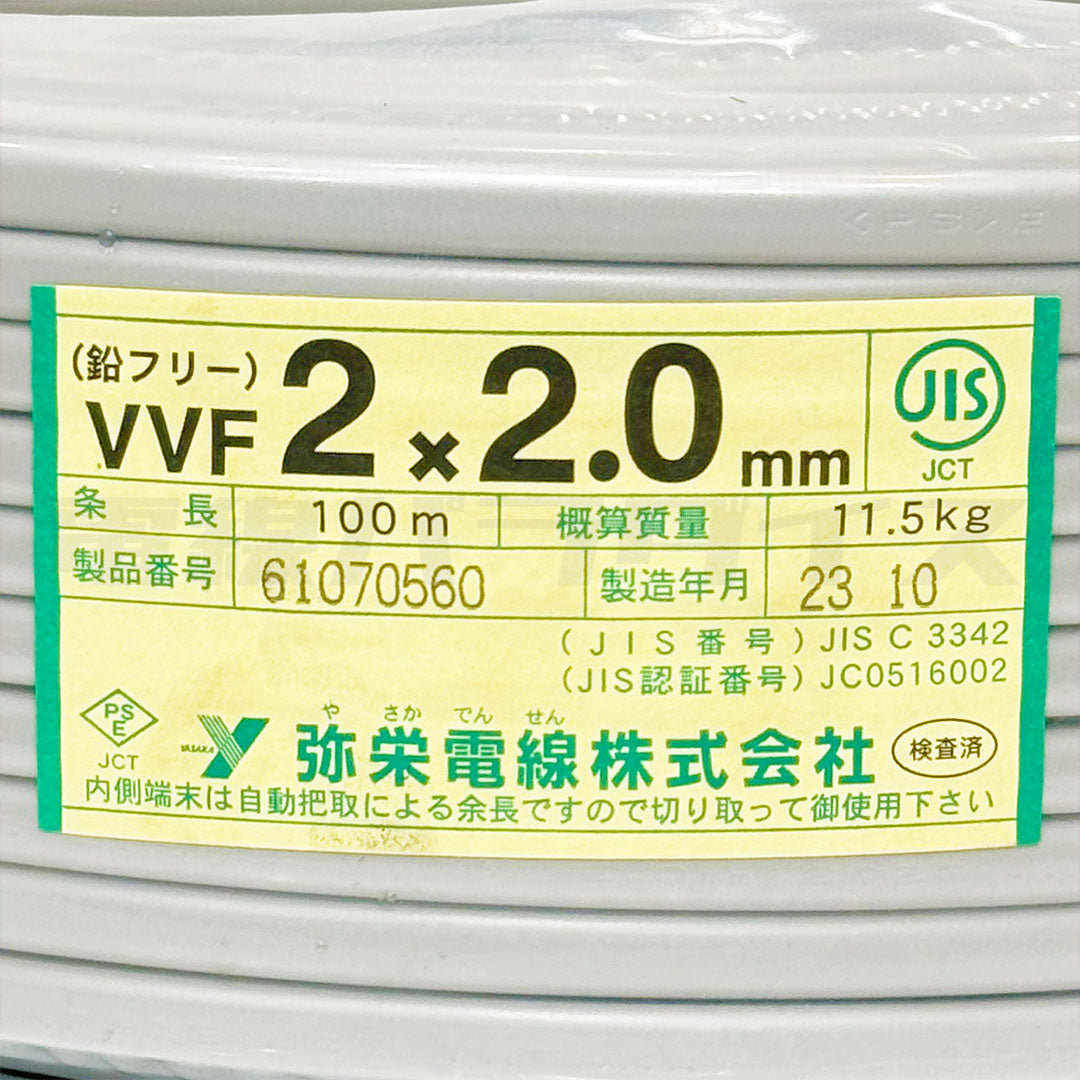 (鉛フリー)
VVF 2×2.0mm
JIS
JCT
条長 100m 概算質量 11.5kg
製品番号 61070560 製造年月 23 10
(JIS番号) JIS C 3342
(JIS認証番号) JC0516002
PSE
JCT
YASAKA
や さか でん せん
弥栄電線株式会社
検査済
内側端末は自動把取による余長ですので切り取って御使用下さい